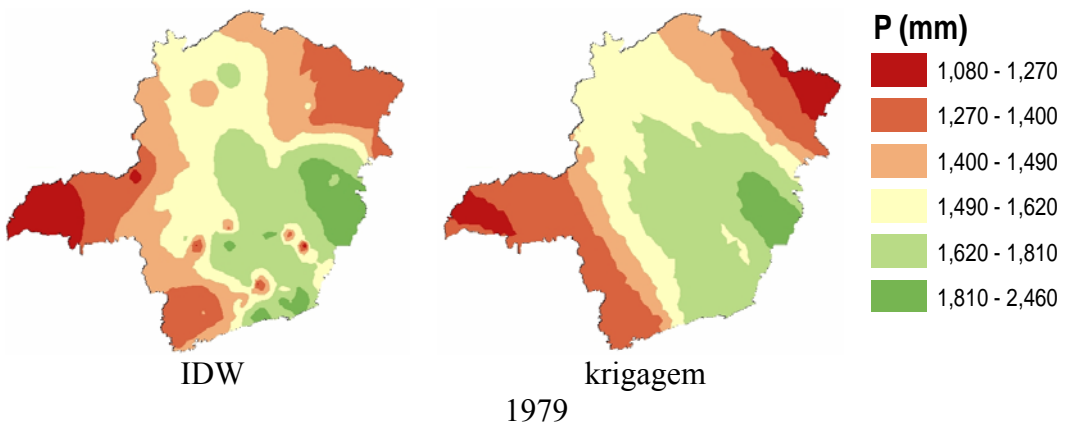 P (mm)
1,080 - 1,270
1,270 - 1,400
1,400 - 1,490
1,490 - 1,620
1,620 - 1,810
1,810 - 2,460
IDW
krigagem
1979